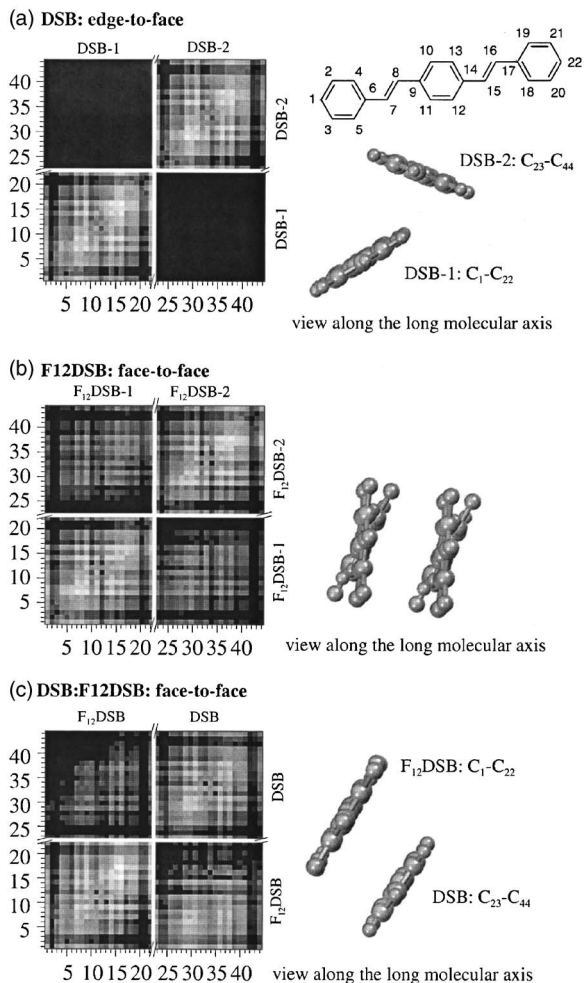 (a) DSB: edge-to-face
DSB-1 DSB-2
40
35
30
25
DSB-2
20
15
10
5
DSB-1
5 10 15 20 25 30 35 40
1 2 3 4 5 6 7 8 9 10 11 12 13 14 15 16 17 18 19 20 21 22
DSB-2: C23-C44
DSB-1: C1-C22
view along the long molecular axis
(b) F12DSB: face-to-face
F12DSB-1 F12DSB-2
40
35
30
25
F12DSB-2
20
15
10
5
F12DSB-1
5 10 15 20 25 30 35 40
view along the long molecular axis
(c) DSB:F12DSB: face-to-face
F12DSB DSB
40
35
30
25
DSB
20
15
10
5
F12DSB
5 10 15 20 25 30 35 40
F12DSB: C1-C22
DSB: C23-C44
view along the long molecular axis